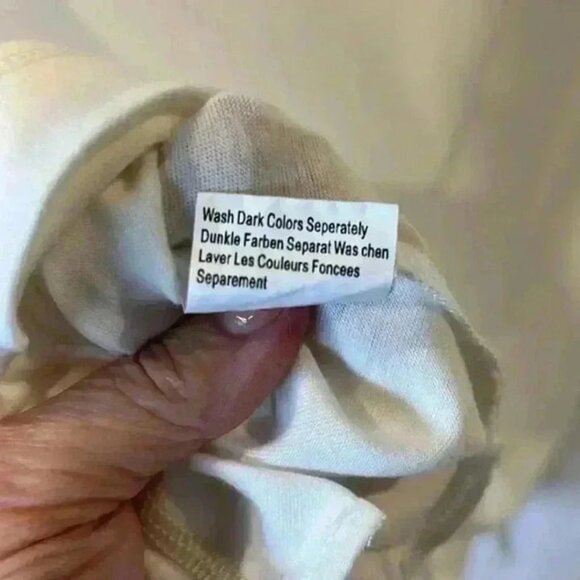 Wash Dark Colors Seperately
Dunkle Farben Separat Was chen
Laver Les Couleurs Foncees
Separement